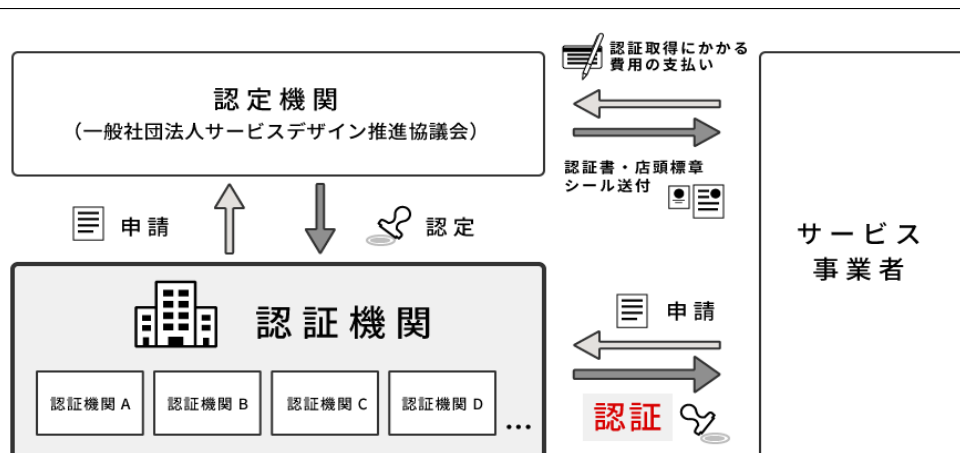 認定機関
（一般社団法人サービスデザイン推進協議会）
認証取得にかかる
費用の支払い
認証書・店頭標章
シール送付
申請
認定
サービス
事業者
認証機関
認証機関 A
認証機関 B
認証機関 C
認証機関 D
…
申請
認証